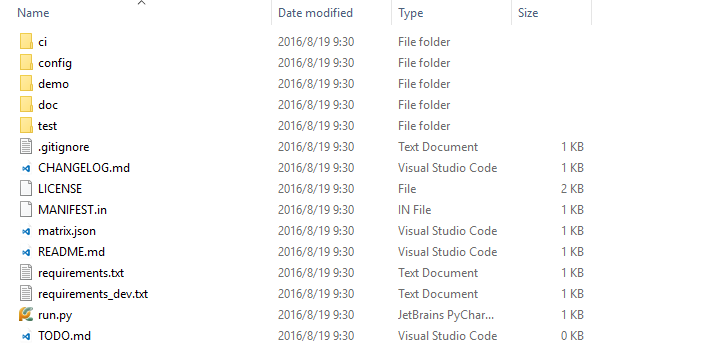 Name Date modified Type Size
ci 2016/8/19 9:30 File folder
config 2016/8/19 9:30 File folder
demo 2016/8/19 9:30 File folder
doc 2016/8/19 9:30 File folder
test 2016/8/19 9:30 File folder
.gitignore 2016/8/19 9:30 Text Document 1 KB
CHANGELOG.md 2016/8/19 9:30 Visual Studio Code 1 KB
LICENSE 2016/8/19 9:30 File 2 KB
MANIFEST.in 2016/8/19 9:30 IN File 1 KB
matrix.json 2016/8/19 9:30 Visual Studio Code 1 KB
README.md 2016/8/19 9:30 Visual Studio Code 1 KB
requirements.txt 2016/8/19 9:30 Text Document 1 KB
requirements_dev.txt 2016/8/19 9:30 Text Document 1 KB
run.py 2016/8/19 9:30 JetBrains PyChar... 1 KB
TODO.md 2016/8/19 9:30 Visual Studio Code 0 KB